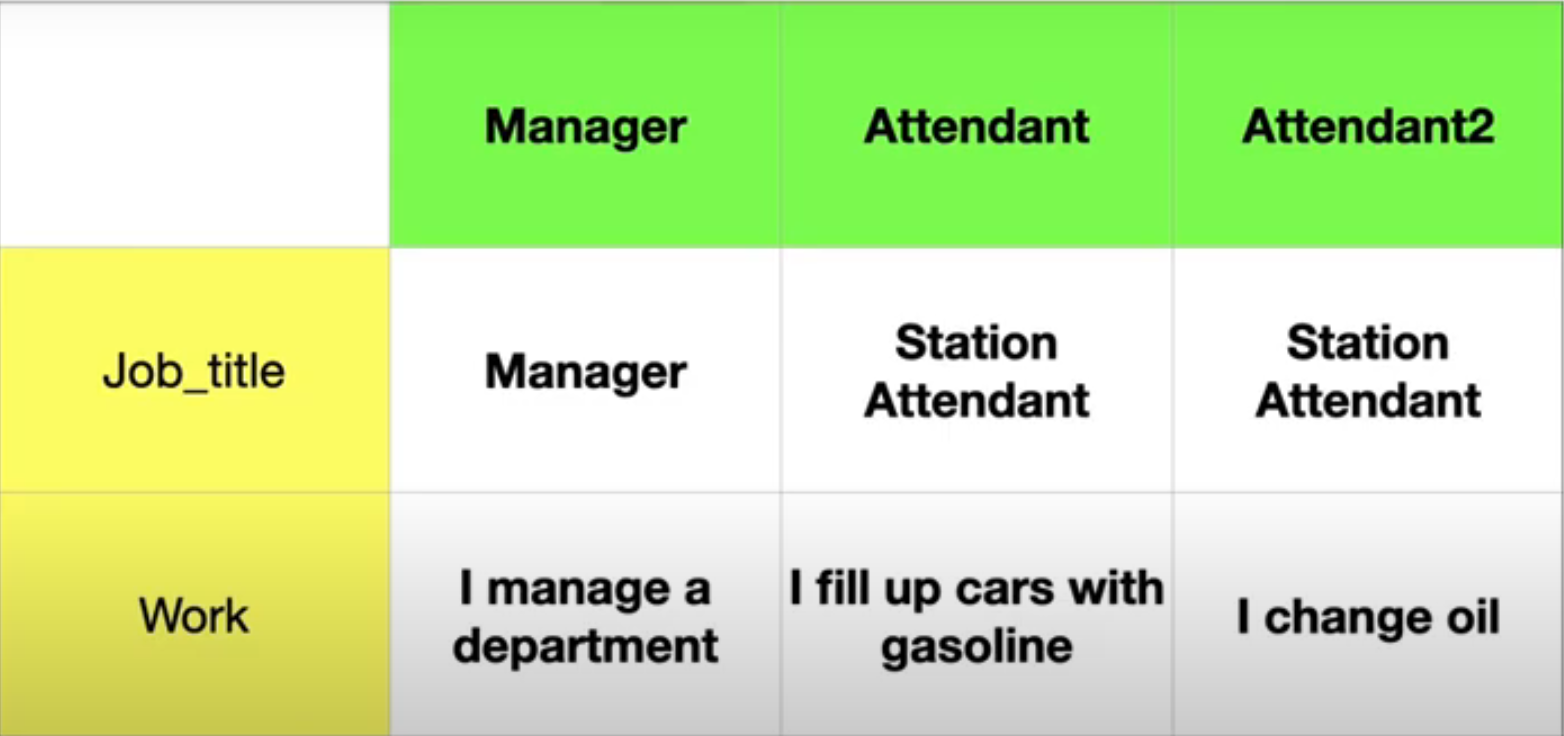 Manager Attendant Attendant2
Job_title Manager Station Attendant Station Attendant
Work I manage a department I fill up cars with gasoline I change oil